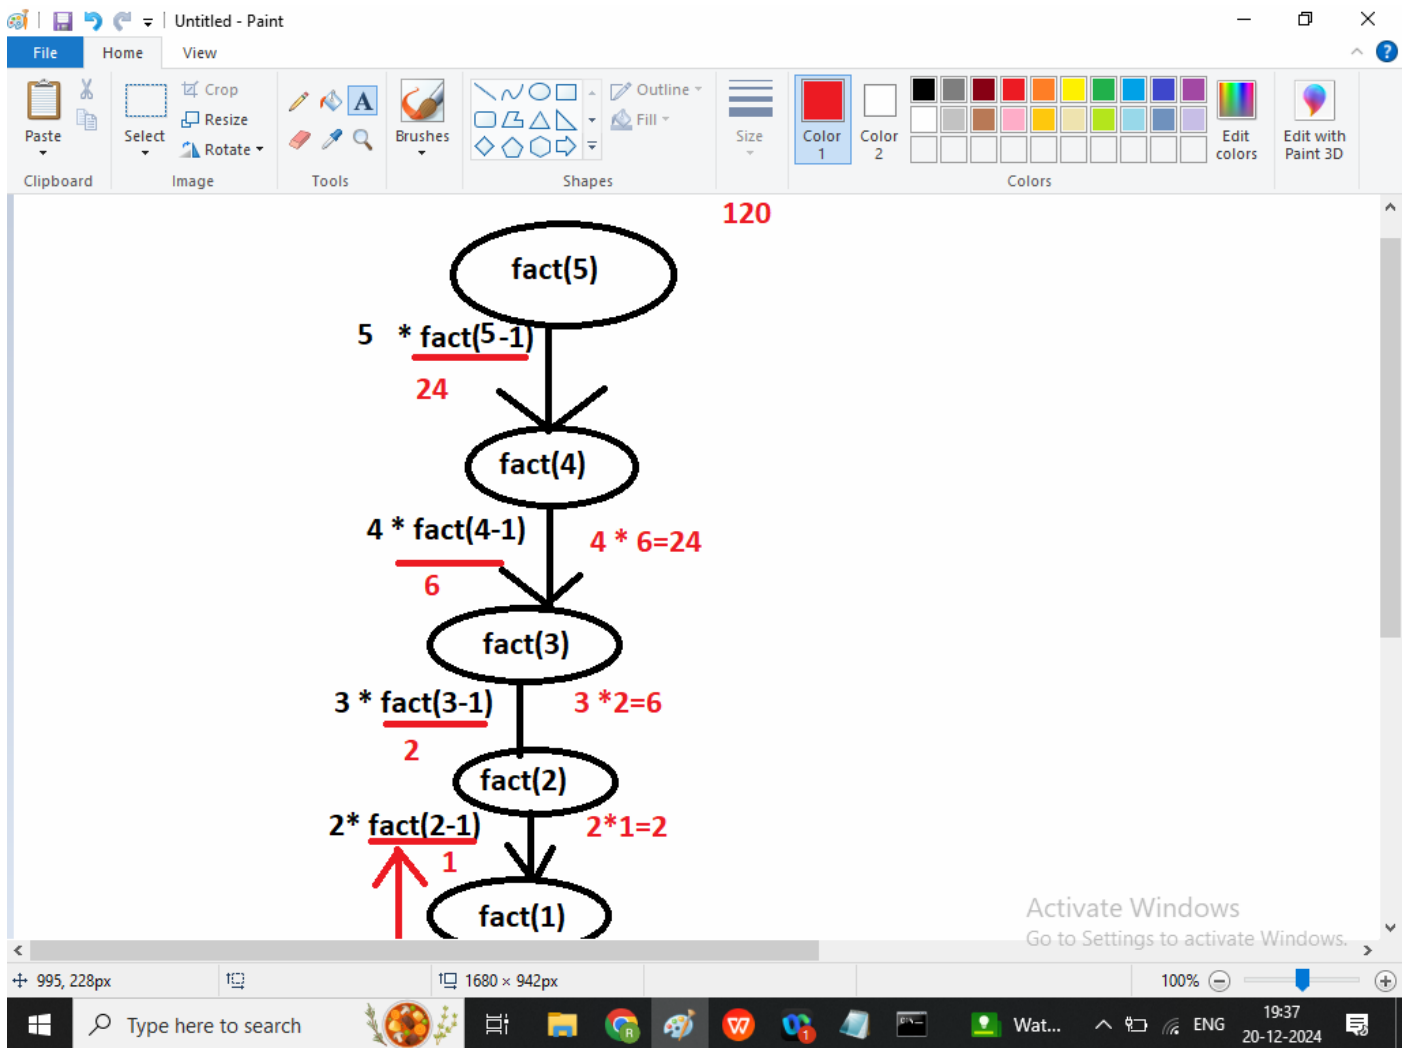 Untitled - Paint
File Home View
Paste
Clipboard
Select
Crop
Resize
Rotate
Image
Tools
Brushes
Shapes
Outline
Fill
Size
Color 1
Color 2
Colors
Edit colors
Edit with Paint 3D
120
fact(5)
5 * fact(5-1)
24
fact(4)
4 * fact(4-1) 4 * 6=24
6
fact(3)
3 * fact(3-1) 3 *2=6
2
fact(2)
2* fact(2-1) 2*1=2
1
fact(1)
Activate Windows
Go to Settings to activate Windows.
995, 228px 1680 × 942px 100%
Type here to search Wat... ENG 19:37
20-12-2024